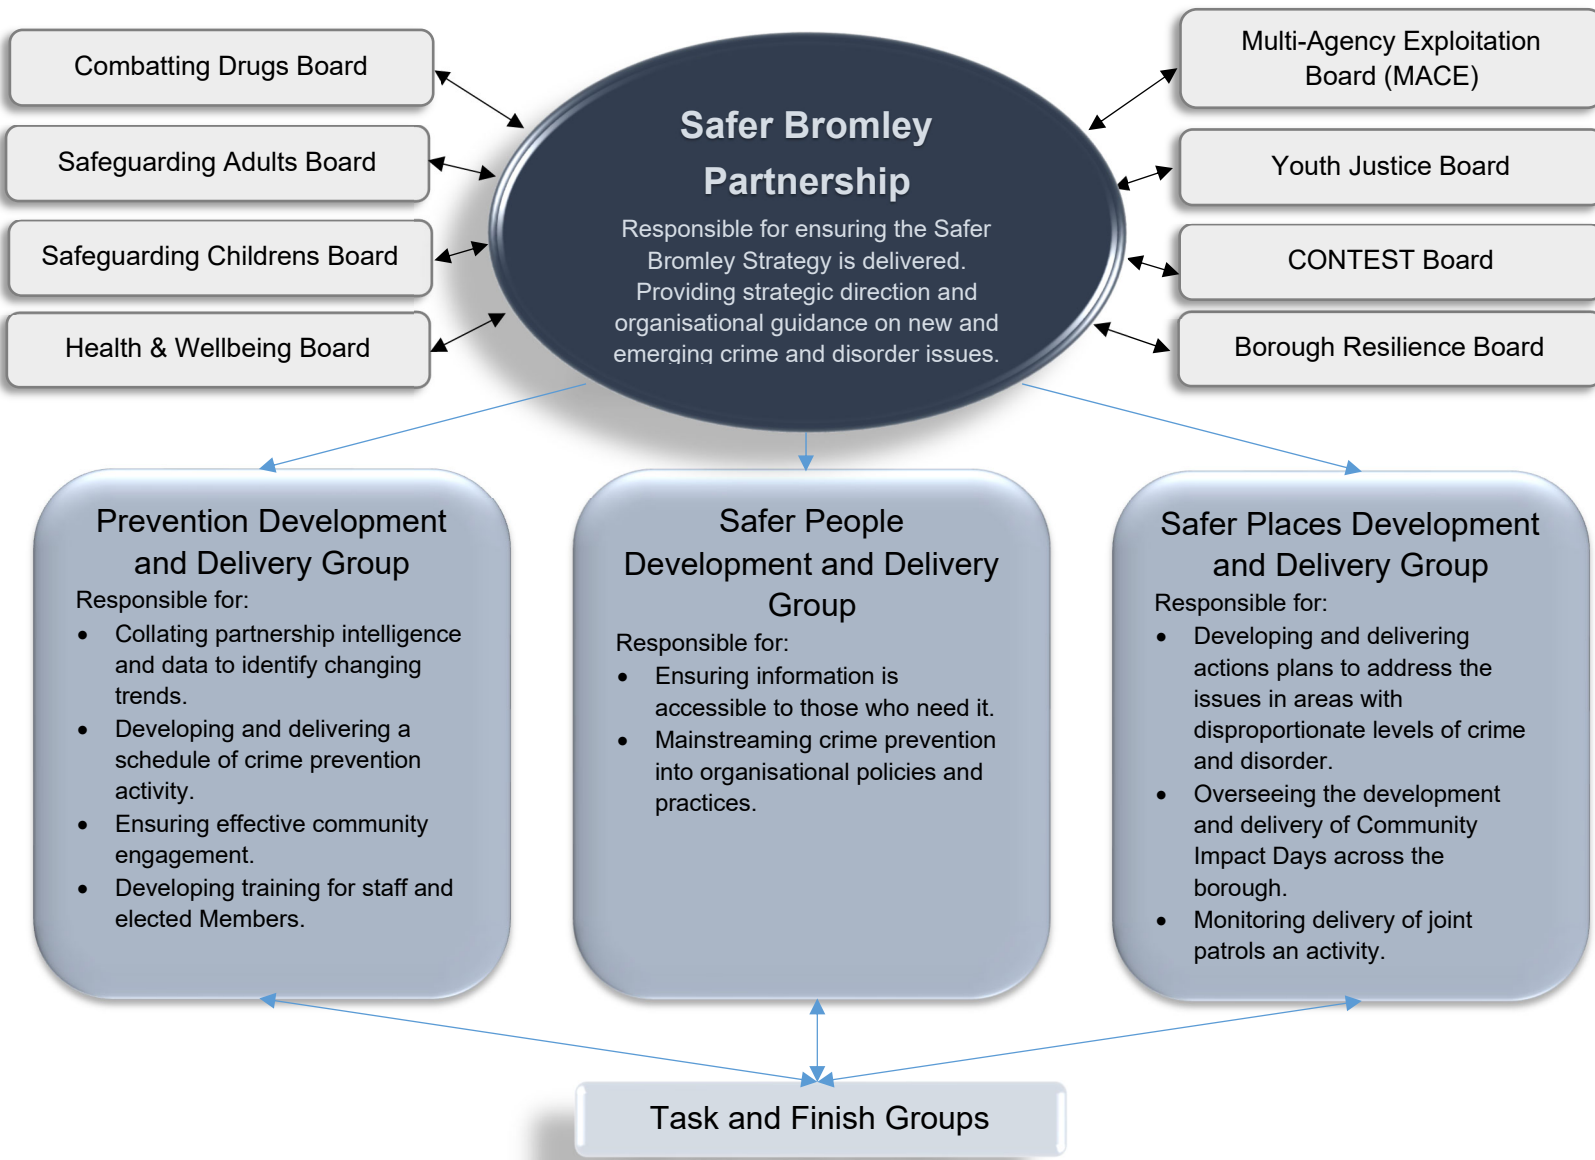 Combatting Drugs Board
Safeguarding Adults Board
Safeguarding Childrens Board
Health & Wellbeing Board
Safer Bromley
Partnership
Responsible for ensuring the Safer
Bromley Strategy is delivered.
Providing strategic direction and
organisational guidance on new and
emerging crime and disorder issues.
Multi-Agency Exploitation
Board (MACE)
Youth Justice Board
CONTEST Board
Borough Resilience Board
Prevention Development
and Delivery Group
Responsible for:
• Collating partnership intelligence
and data to identify changing
trends.
• Developing and delivering a
schedule of crime prevention
activity.
• Ensuring effective community
engagement.
• Developing training for staff and
elected Members.
Safer People
Development and Delivery
Group
Responsible for:
• Ensuring information is
accessible to those who need it.
• Mainstreaming crime prevention
into organisational policies and
practices.
Safer Places Development
and Delivery Group
Responsible for:
• Developing and delivering
actions plans to address the
issues in areas with
disproportionate levels of crime
and disorder.
• Overseeing the development
and delivery of Community
Impact Days across the
borough.
• Monitoring delivery of joint
patrols an activity.
Task and Finish Groups